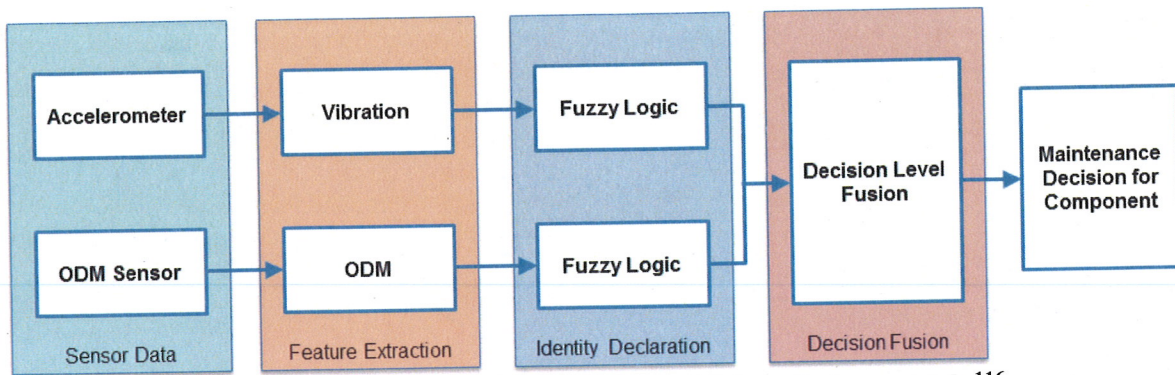 Accelerometer
Vibration
Fuzzy Logic
Decision Level
Fusion
Maintenance
Decision for
Component
ODM Sensor
ODM
Fuzzy Logic
Sensor Data
Feature Extraction
Identity Declaration
Decision Fusion